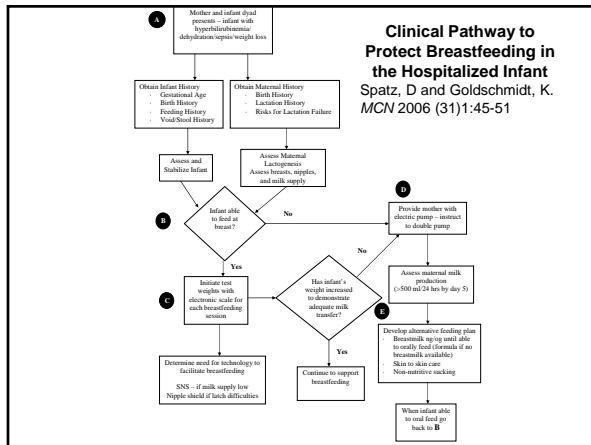 Clinical Pathway to
Protect Breastfeeding in
the Hospitalized Infant
Spatz, D and Goldschmidt, K.
MCN 2006 (31)1:45-51
A
Mother and infant dyad
presents – infant with
hyperbilirubinemia/
dehydration/sepsis/weight loss
Obtain Infant History
· Gestational Age
· Birth History
· Feeding History
· Void/Stool History
Obtain Maternal History
· Birth History
· Lactation History
· Risks for Lactation Failure
Assess and
Stabilize Infant
Assess Maternal
Lactogenesis
Assess breasts, nipples,
and milk supply
B
Infant able
to feed at
breast?
No
D
Provide mother with
electric pump – instruct
to double pump
Yes
No
C
Initiate test
weights with
electronic scale for
each breastfeeding
session
Has infant's
weight increased
to demonstrate
adequate milk
transfer?
Assess maternal milk
production
(>500 ml/24 hrs by day 5)
E
Yes
Determine need for technology to
facilitate breastfeeding
SNS – if milk supply low
Nipple shield if latch difficulties
Continue to support
breastfeeding
Develop alternative feeding plan
· Breastmilk ng/og until able
to orally feed (formula if no
breastmilk available)
· Skin to skin care
· Non-nutritive sucking
When infant able
to oral feed go
back to B